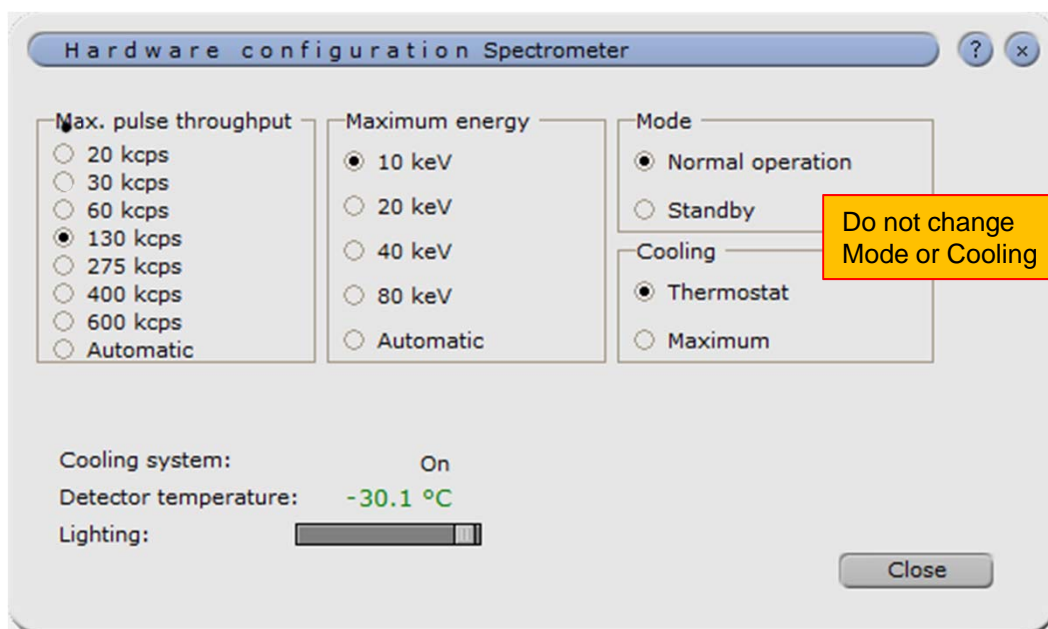 Hardware configuration Spectrometer
?
×
Max. pulse throughput
20 kcps
30 kcps
60 kcps
130 kcps
275 kcps
400 kcps
600 kcps
Automatic
Maximum energy
10 keV
20 keV
40 keV
80 keV
Automatic
Mode
Normal operation
Standby
Cooling
Thermostat
Maximum
Do not change
Mode or Cooling
Cooling system: On
Detector temperature: -30.1 °C
Lighting:
Close